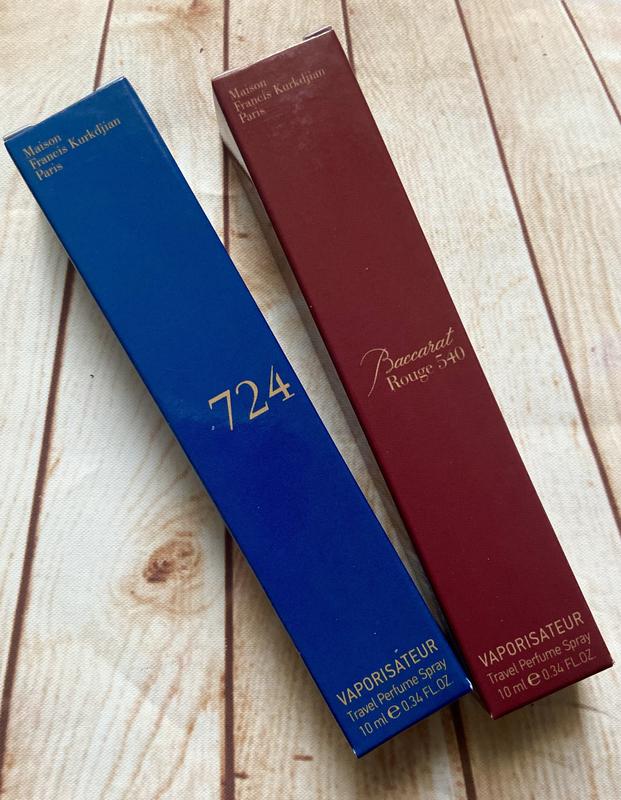 Maison
Francis Kurkdjian
Paris
724
VAPORISATEUR
Travel Perfume Spray
10 ml e 0.34 FL.OZ.
Maison
Francis Kurkdjian
Paris
Baccarat
Rouge 540
VAPORISATEUR
Travel Perfume Spray
10 ml e 0.34 FL.OZ.